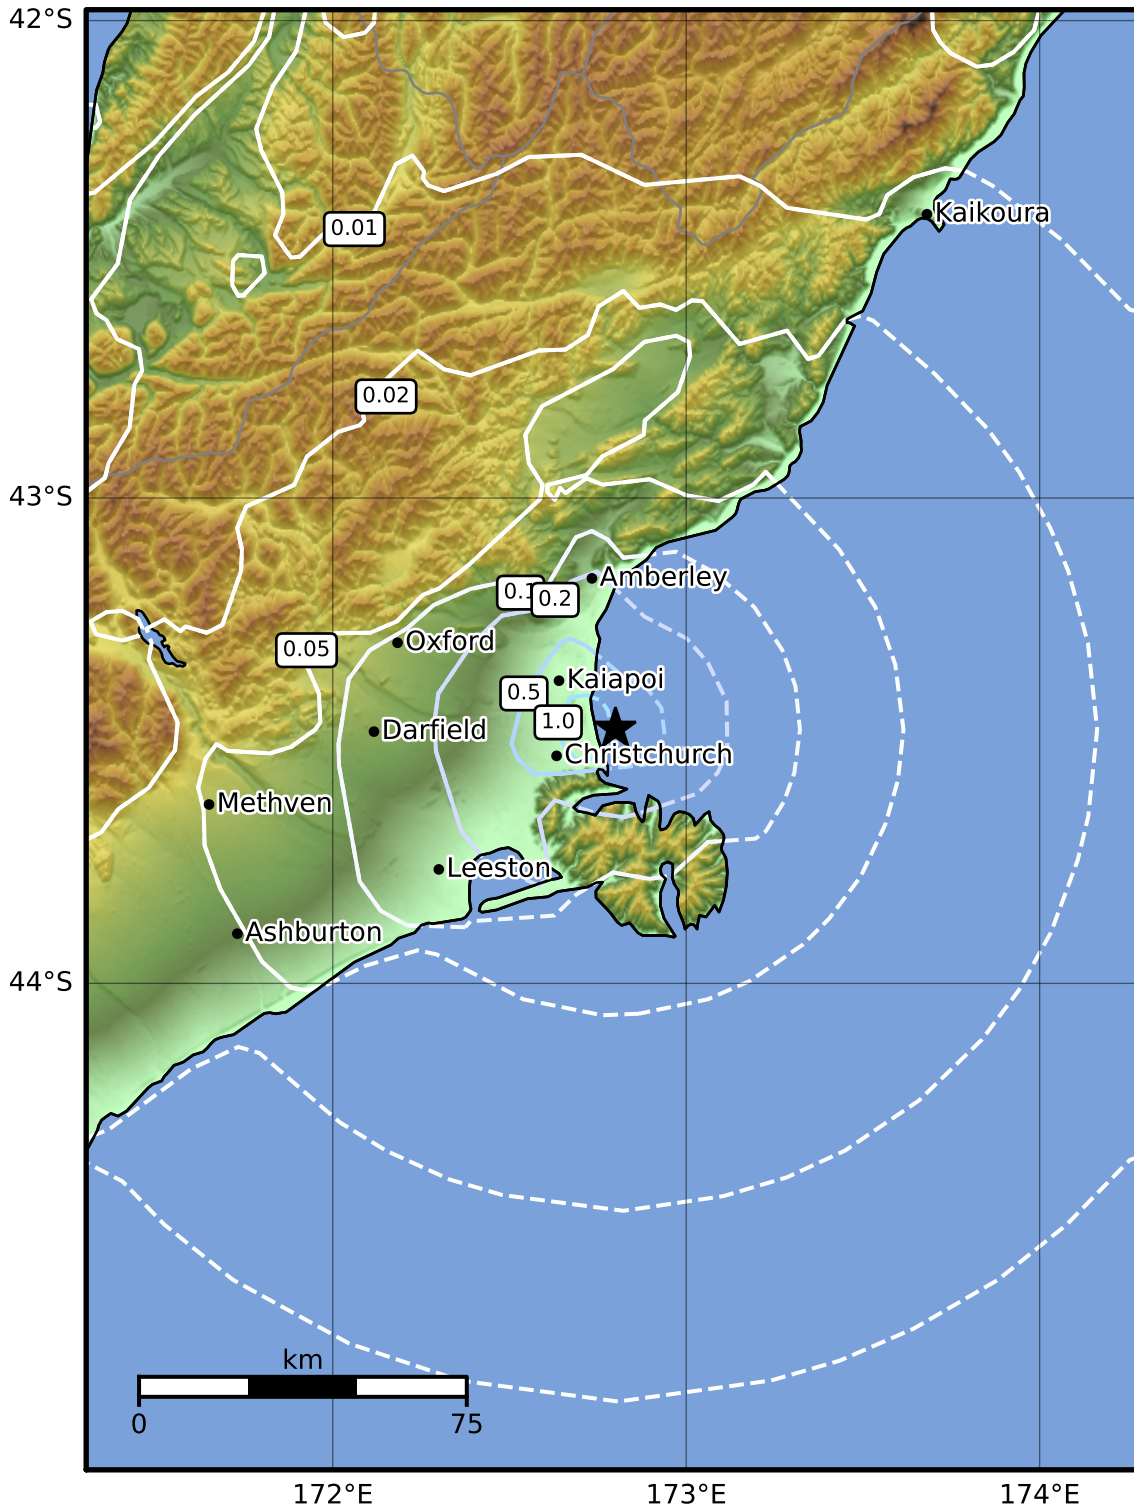 42°S
Kaikoura
0.01
0.02
43°S
Amberley
0.2
Oxford
0.05
Kaiapoi
0.5
1.0
Darfield
Christchurch
Methven
Leeston
Ashburton
44°S
km
0 75
172°E 173°E 174°E